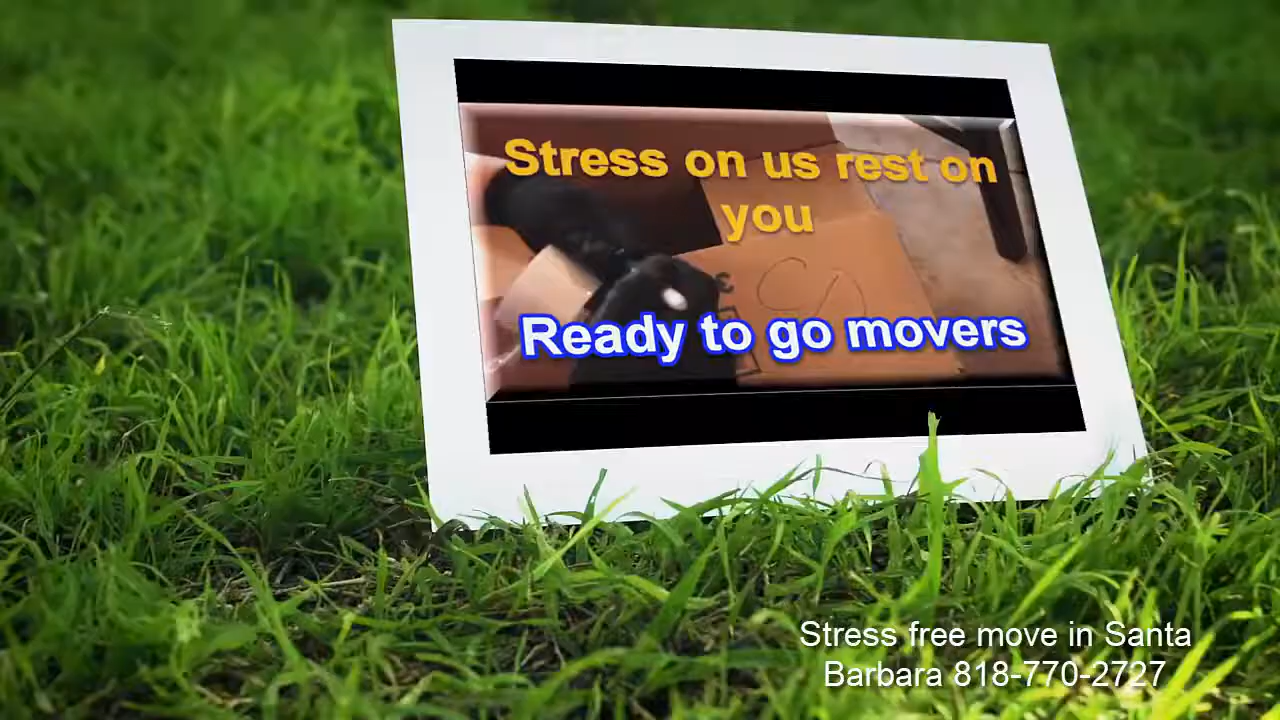 Stress on us rest on
you
Ready to go movers
Stress free move in Santa
Barbara 818-770-2727